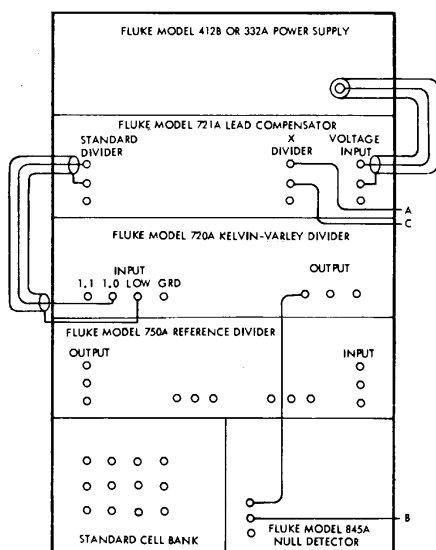 FLUKE MODEL 412B OR 332A POWER SUPPLY
FLUKE MODEL 721A LEAD COMPENSATOR
STANDARD DIVIDER
X DIVIDER
VOLTAGE INPUT
A
C
FLUKE MODEL 720A KELVIN-VARLEY DIVIDER
INPUT
1.1 1.0 LOW GRD
OUTPUT
FLUKE MODEL 750A REFERENCE DIVIDER
OUTPUT
INPUT
B
STANDARD CELL BANK
FLUKE MODEL 845A
NULL DETECTOR